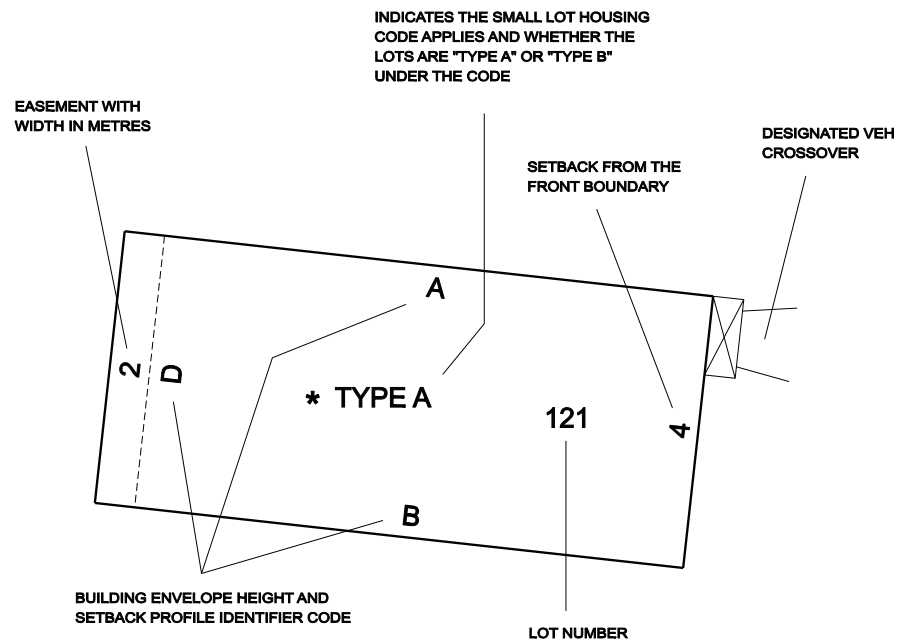 INDICATES THE SMALL LOT HOUSING
CODE APPLIES AND WHETHER THE
LOTS ARE "TYPE A" OR "TYPE B"
UNDER THE CODE
EASEMENT WITH
WIDTH IN METRES
DESIGNATED VEH
CROSSOVER
SETBACK FROM THE
FRONT BOUNDARY
A
2
D
* TYPE A
121
4
B
BUILDING ENVELOPE HEIGHT AND
SETBACK PROFILE IDENTIFIER CODE
LOT NUMBER